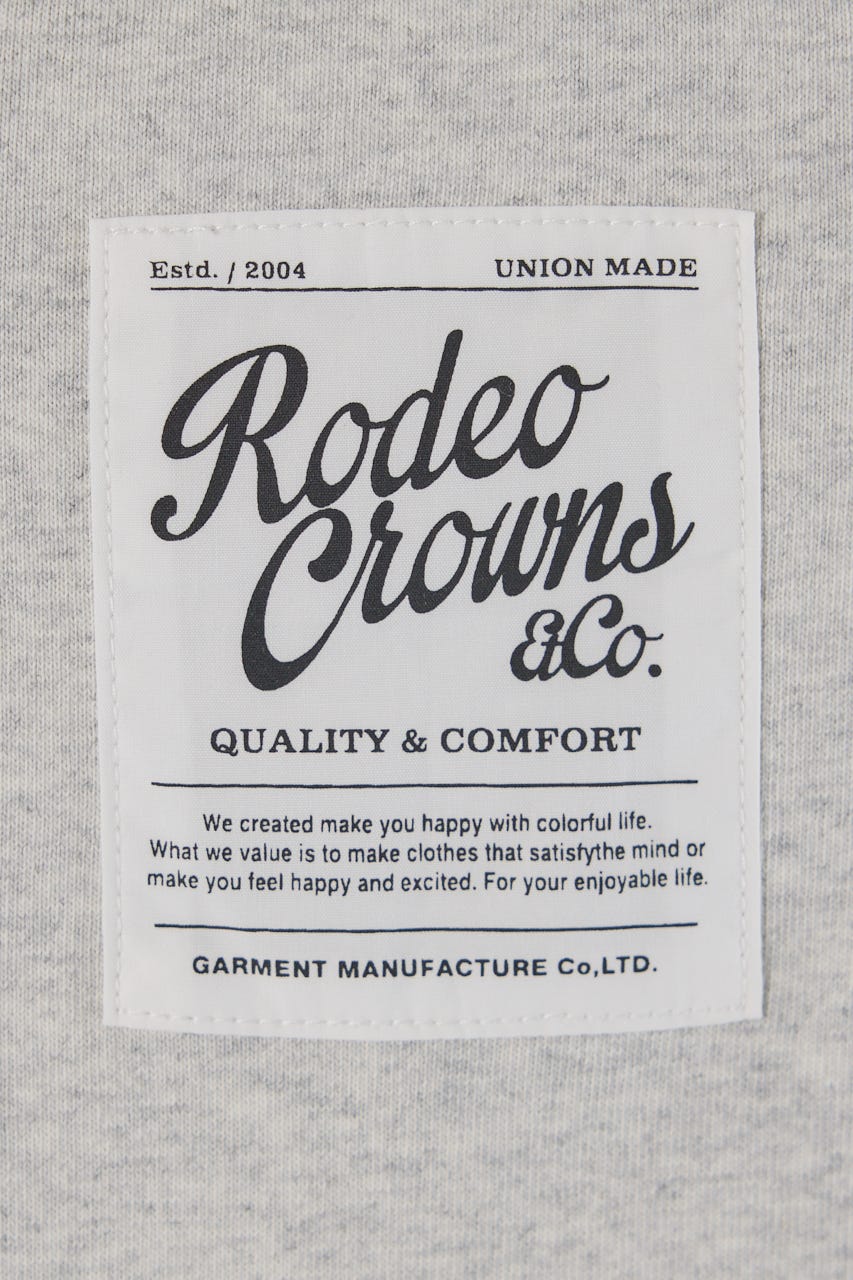 Estd. / 2004 UNION MADE
Rodeo
Crowns
&Co.
QUALITY & COMFORT
We created make you happy with colorful life.
What we value is to make clothes that satisfythe mind or
make you feel happy and excited. For your enjoyable life.
GARMENT MANUFACTURE Co,LTD.